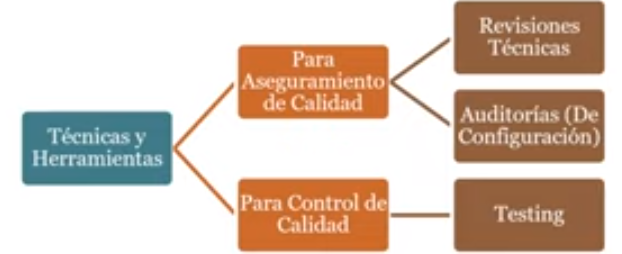 Técnicas y
Herramientas
Para
Aseguramiento
de Calidad
Revisiones
Técnicas
Auditorías (De
Configuración)
Para Control de
Calidad
Testing